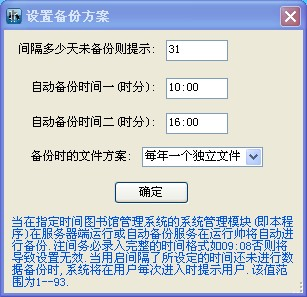 设置备份方案
间隔多少天未备份则提示: 31
自动备份时间一(时分): 10:00
自动备份时间二(时分): 16:00
备份时的文件方案: 每年一个独立文件
确定
当在指定时间图书馆管理系统的系统管理模块(即本程
序)在服务器端运行或自动备份服务在运行帅将自动进
行备份.注间务必录入完整的时间格式如09:08否则将
导致设置无效.当用启间隔了所设定的时间还未进行数
据备份时,系统将在用户每次进入时提示用户.该值范
围为1--93.